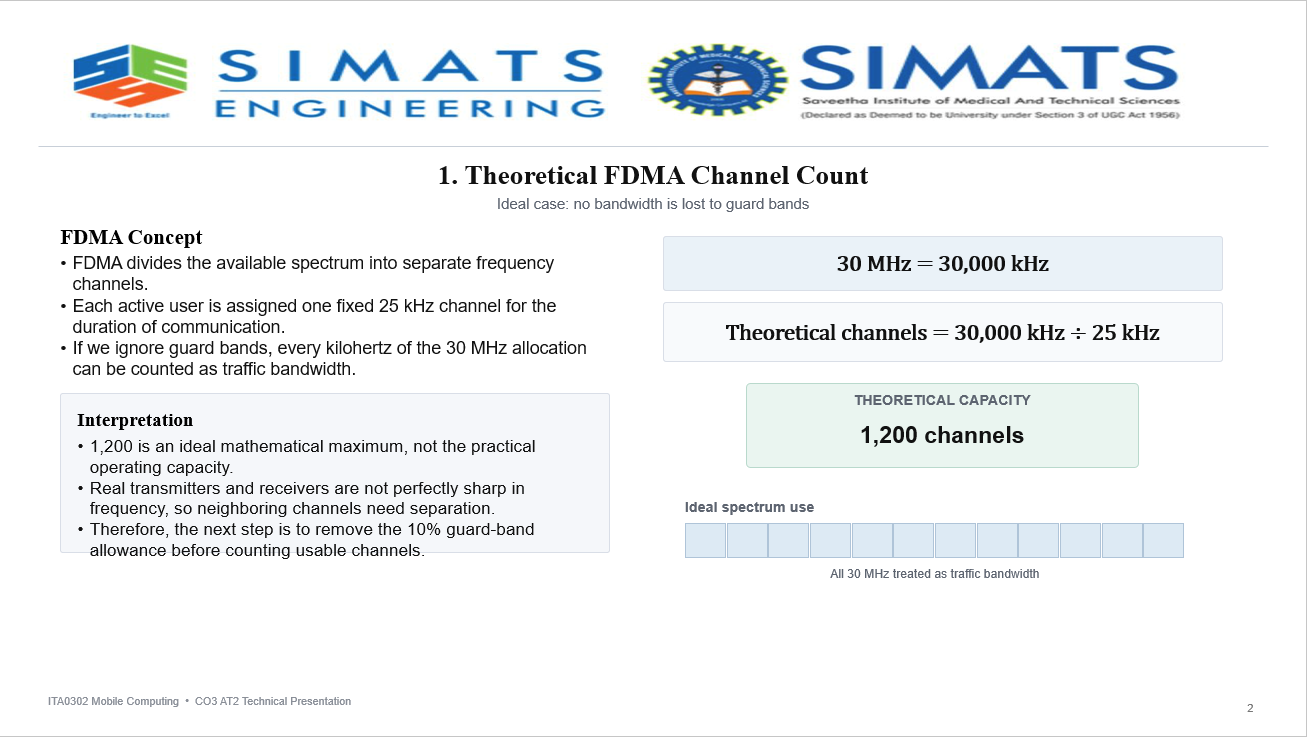 SIMATS
ENGINEERING
Engineer to Excel
SIMATS
Saveetha Institute of Medical And Technical Sciences
(Declared as Deemed to be University under Section 3 of UGC Act 1956)
1. Theoretical FDMA Channel Count
Ideal case: no bandwidth is lost to guard bands
FDMA Concept
• FDMA divides the available spectrum into separate frequency
channels.
• Each active user is assigned one fixed 25 kHz channel for the
duration of communication.
• If we ignore guard bands, every kilohertz of the 30 MHz allocation
can be counted as traffic bandwidth.
Interpretation
• 1,200 is an ideal mathematical maximum, not the practical
operating capacity.
• Real transmitters and receivers are not perfectly sharp in
frequency, so neighboring channels need separation.
• Therefore, the next step is to remove the 10% guard-band
allowance before counting usable channels.
30 MHz = 30,000 kHz
Theoretical channels = 30,000 kHz ÷ 25 kHz
THEORETICAL CAPACITY
1,200 channels
Ideal spectrum use
All 30 MHz treated as traffic bandwidth
ITA0302 Mobile Computing • CO3 AT2 Technical Presentation
2